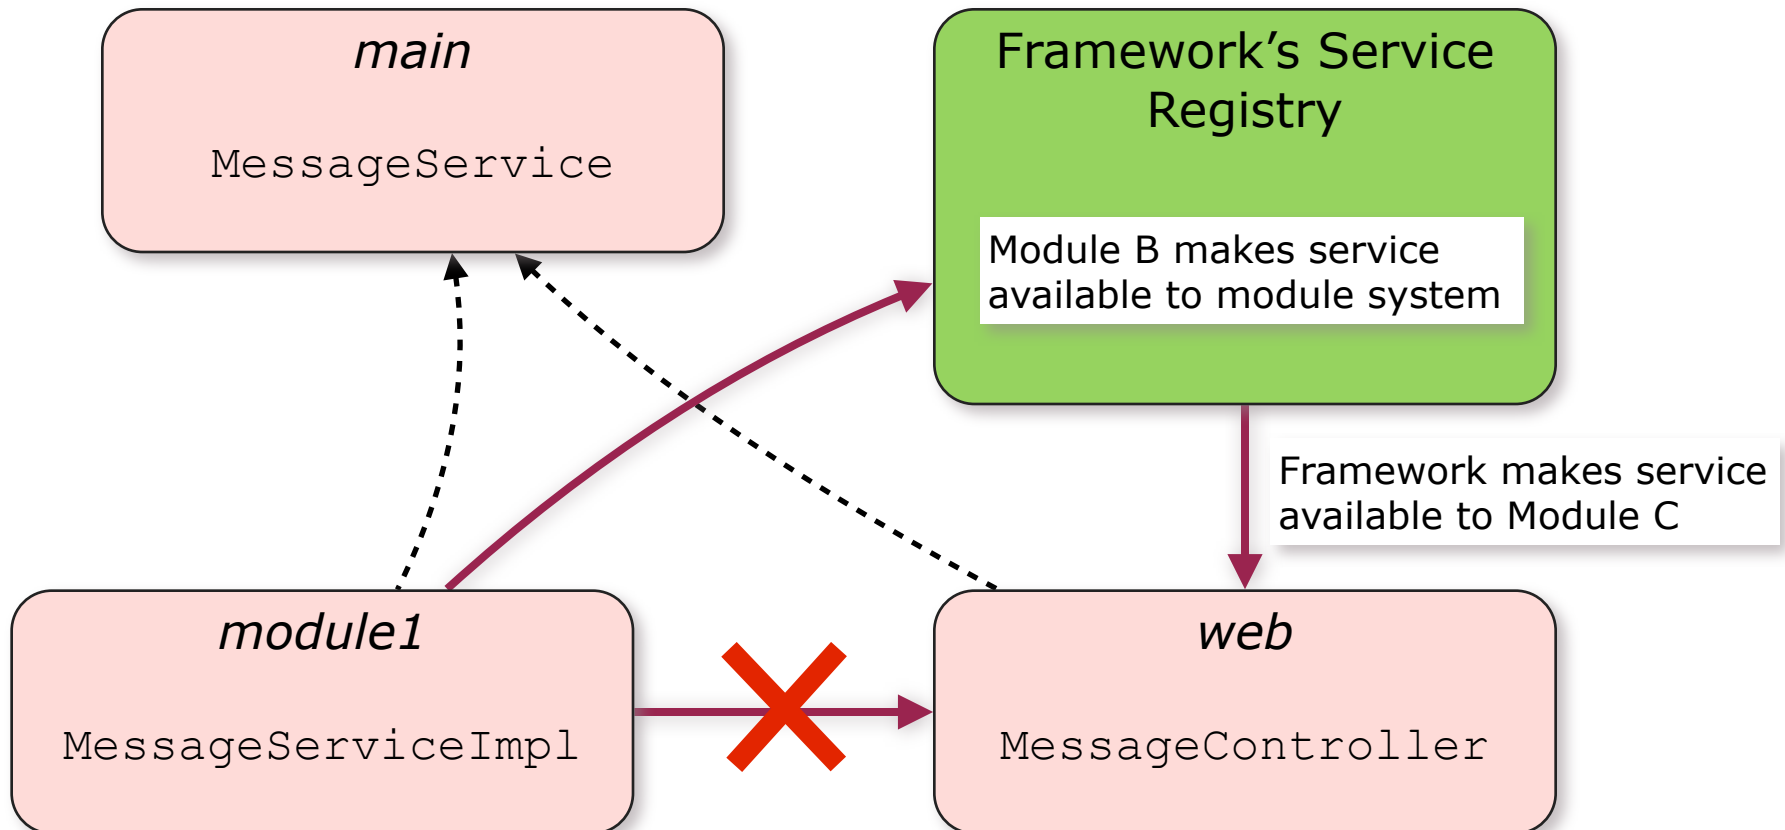 main
MessageService
Framework’s Service
Registry
Module B makes service
available to module system
Framework makes service
available to Module C
module1
MessageServiceImpl
web
MessageController